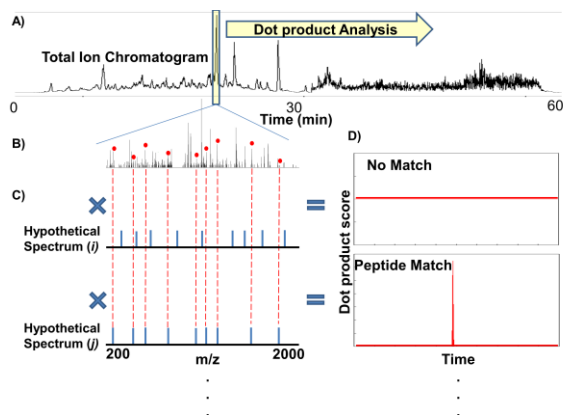 A)
Dot product Analysis
Total Ion Chromatogram
0
30
60
Time (min)
B)
D)
No Match
C)
Hypothetical
Spectrum (i)
Dot product score
Peptide Match
Hypothetical
Spectrum (j)
200
m/z
2000
Time